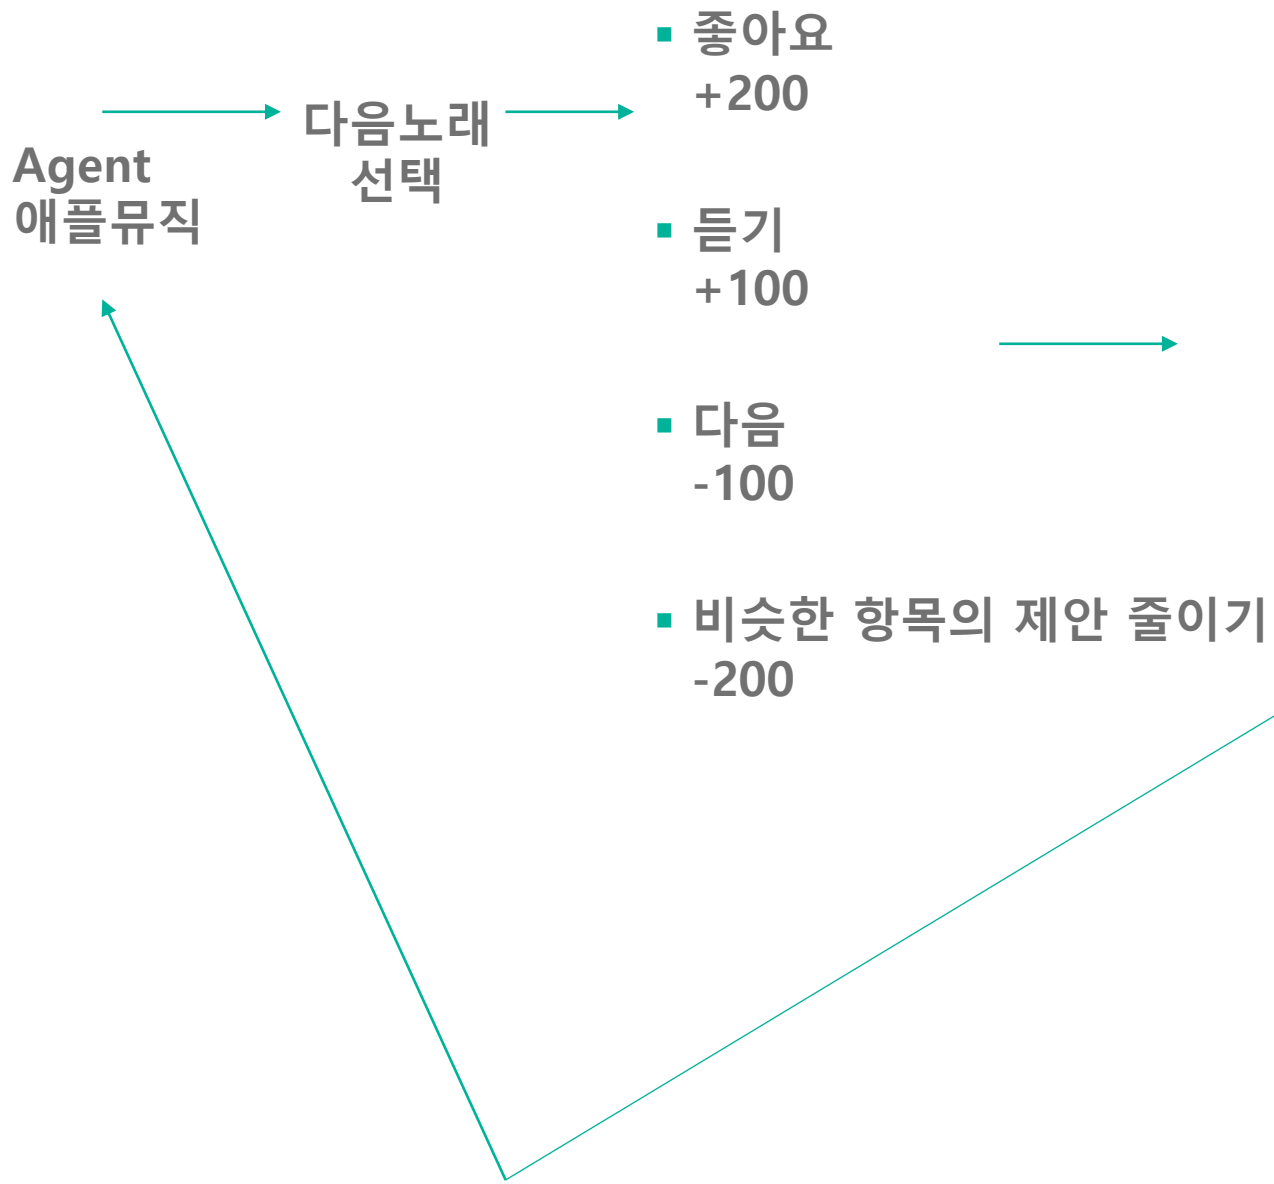 Agent
애플뮤직
다음노래
선택
좋아요
+200
듣기
+100
다음
-100
비슷한 항목의 제안 줄이기
-200